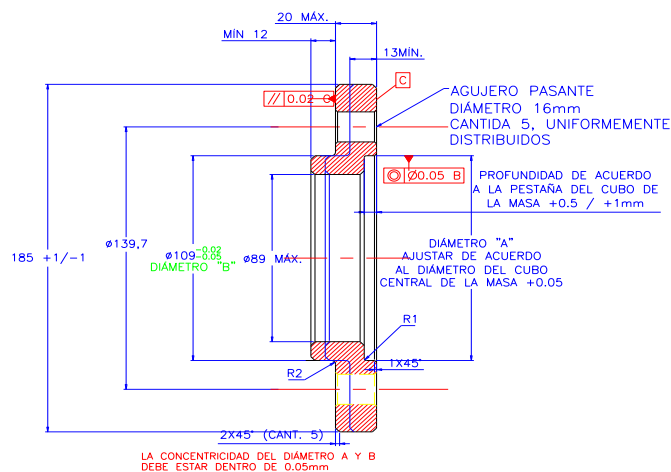 20 MÁX.
MÍN 12
13MÍN.
C
// 0.02 C
AGUJERO PASANTE
DIÁMETRO 16mm
CANTIDA 5, UNIFORMEMENTE
DISTRIBUIDOS
◎ Ø0.05 B
PROFUNDIDAD DE ACUERDO
A LA PESTAÑA DEL CUBO DE
LA MASA +0.5 / +1mm
185 +1/-1
ø139,7
ø109 -0.02 -0.05
DIÁMETRO "B"
ø89 MÁX.
DIÁMETRO "A"
AJUSTAR DE ACUERDO
AL DIÁMETRO DEL CUBO
CENTRAL DE LA MASA +0.05
R1
R2
1X45°
2X45° (CANT. 5)
LA CONCENTRICIDAD DEL DIÁMETRO A Y B
DEBE ESTAR DENTRO DE 0.05mm